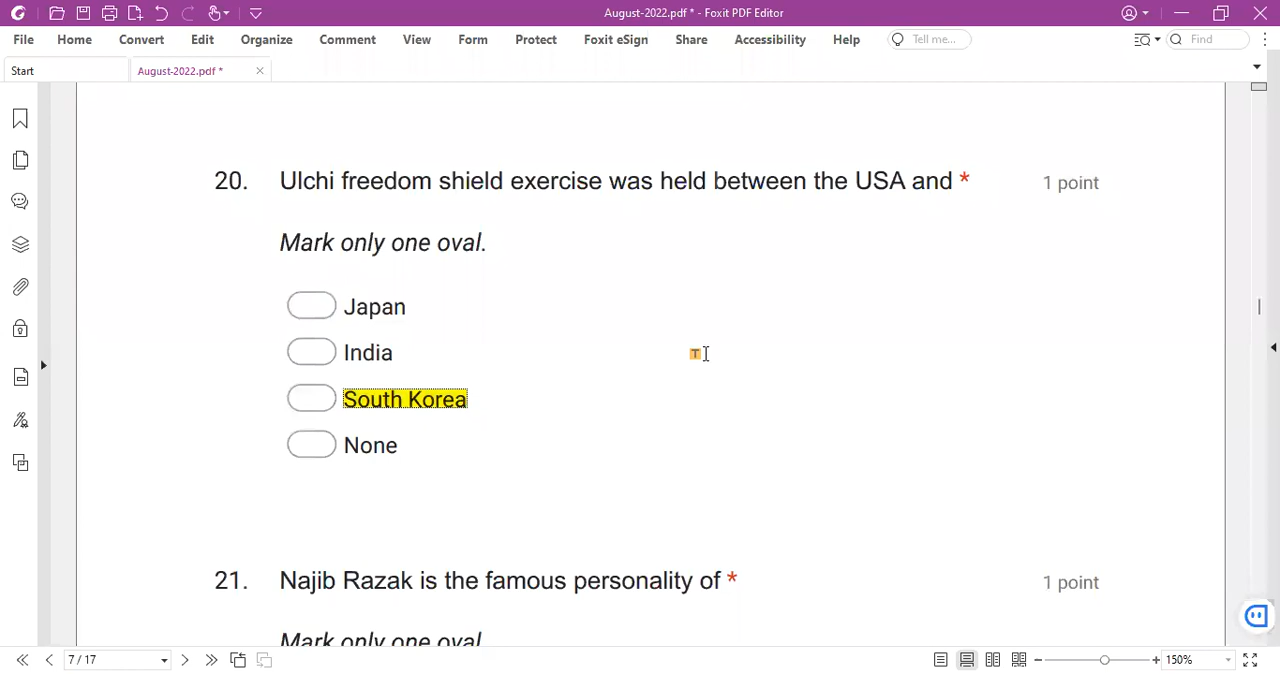 August-2022.pdf * - Foxit PDF Editor
File Home Convert Edit Organize Comment View Form Protect Foxit eSign Share Accessibility Help Tell me... Find
Start August-2022.pdf *
20. Ulchi freedom shield exercise was held between the USA and * 1 point
Mark only one oval.
Japan
India
T
South Korea
None
21. Najib Razak is the famous personality of * 1 point
Mark only one oval.
7 / 17 150%